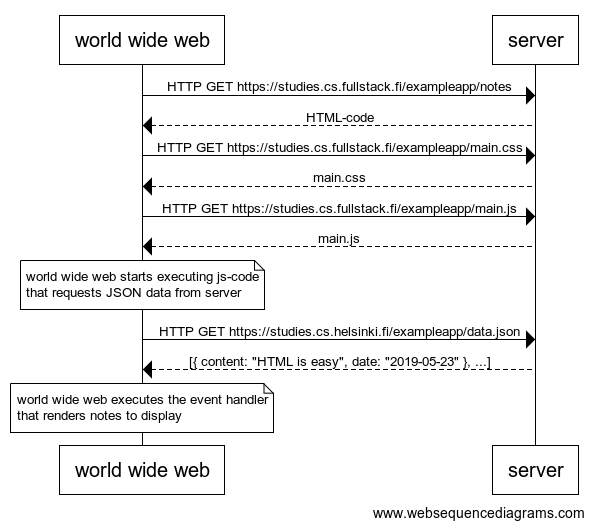 world wide web
server
HTTP GET https://studies.cs.fullstack.fi/exampleapp/notes
HTML-code
HTTP GET https://studies.cs.fullstack.fi/exampleapp/main.css
main.css
HTTP GET https://studies.cs.fullstack.fi/exampleapp/main.js
main.js
world wide web starts executing js-code
that requests JSON data from server
HTTP GET https://studies.cs.helsinki.fi/exampleapp/data.json
[{ content: "HTML is easy", date: "2019-05-23" }, ...]
world wide web executes the event handler
that renders notes to display
world wide web
server
www.websequencediagrams.com